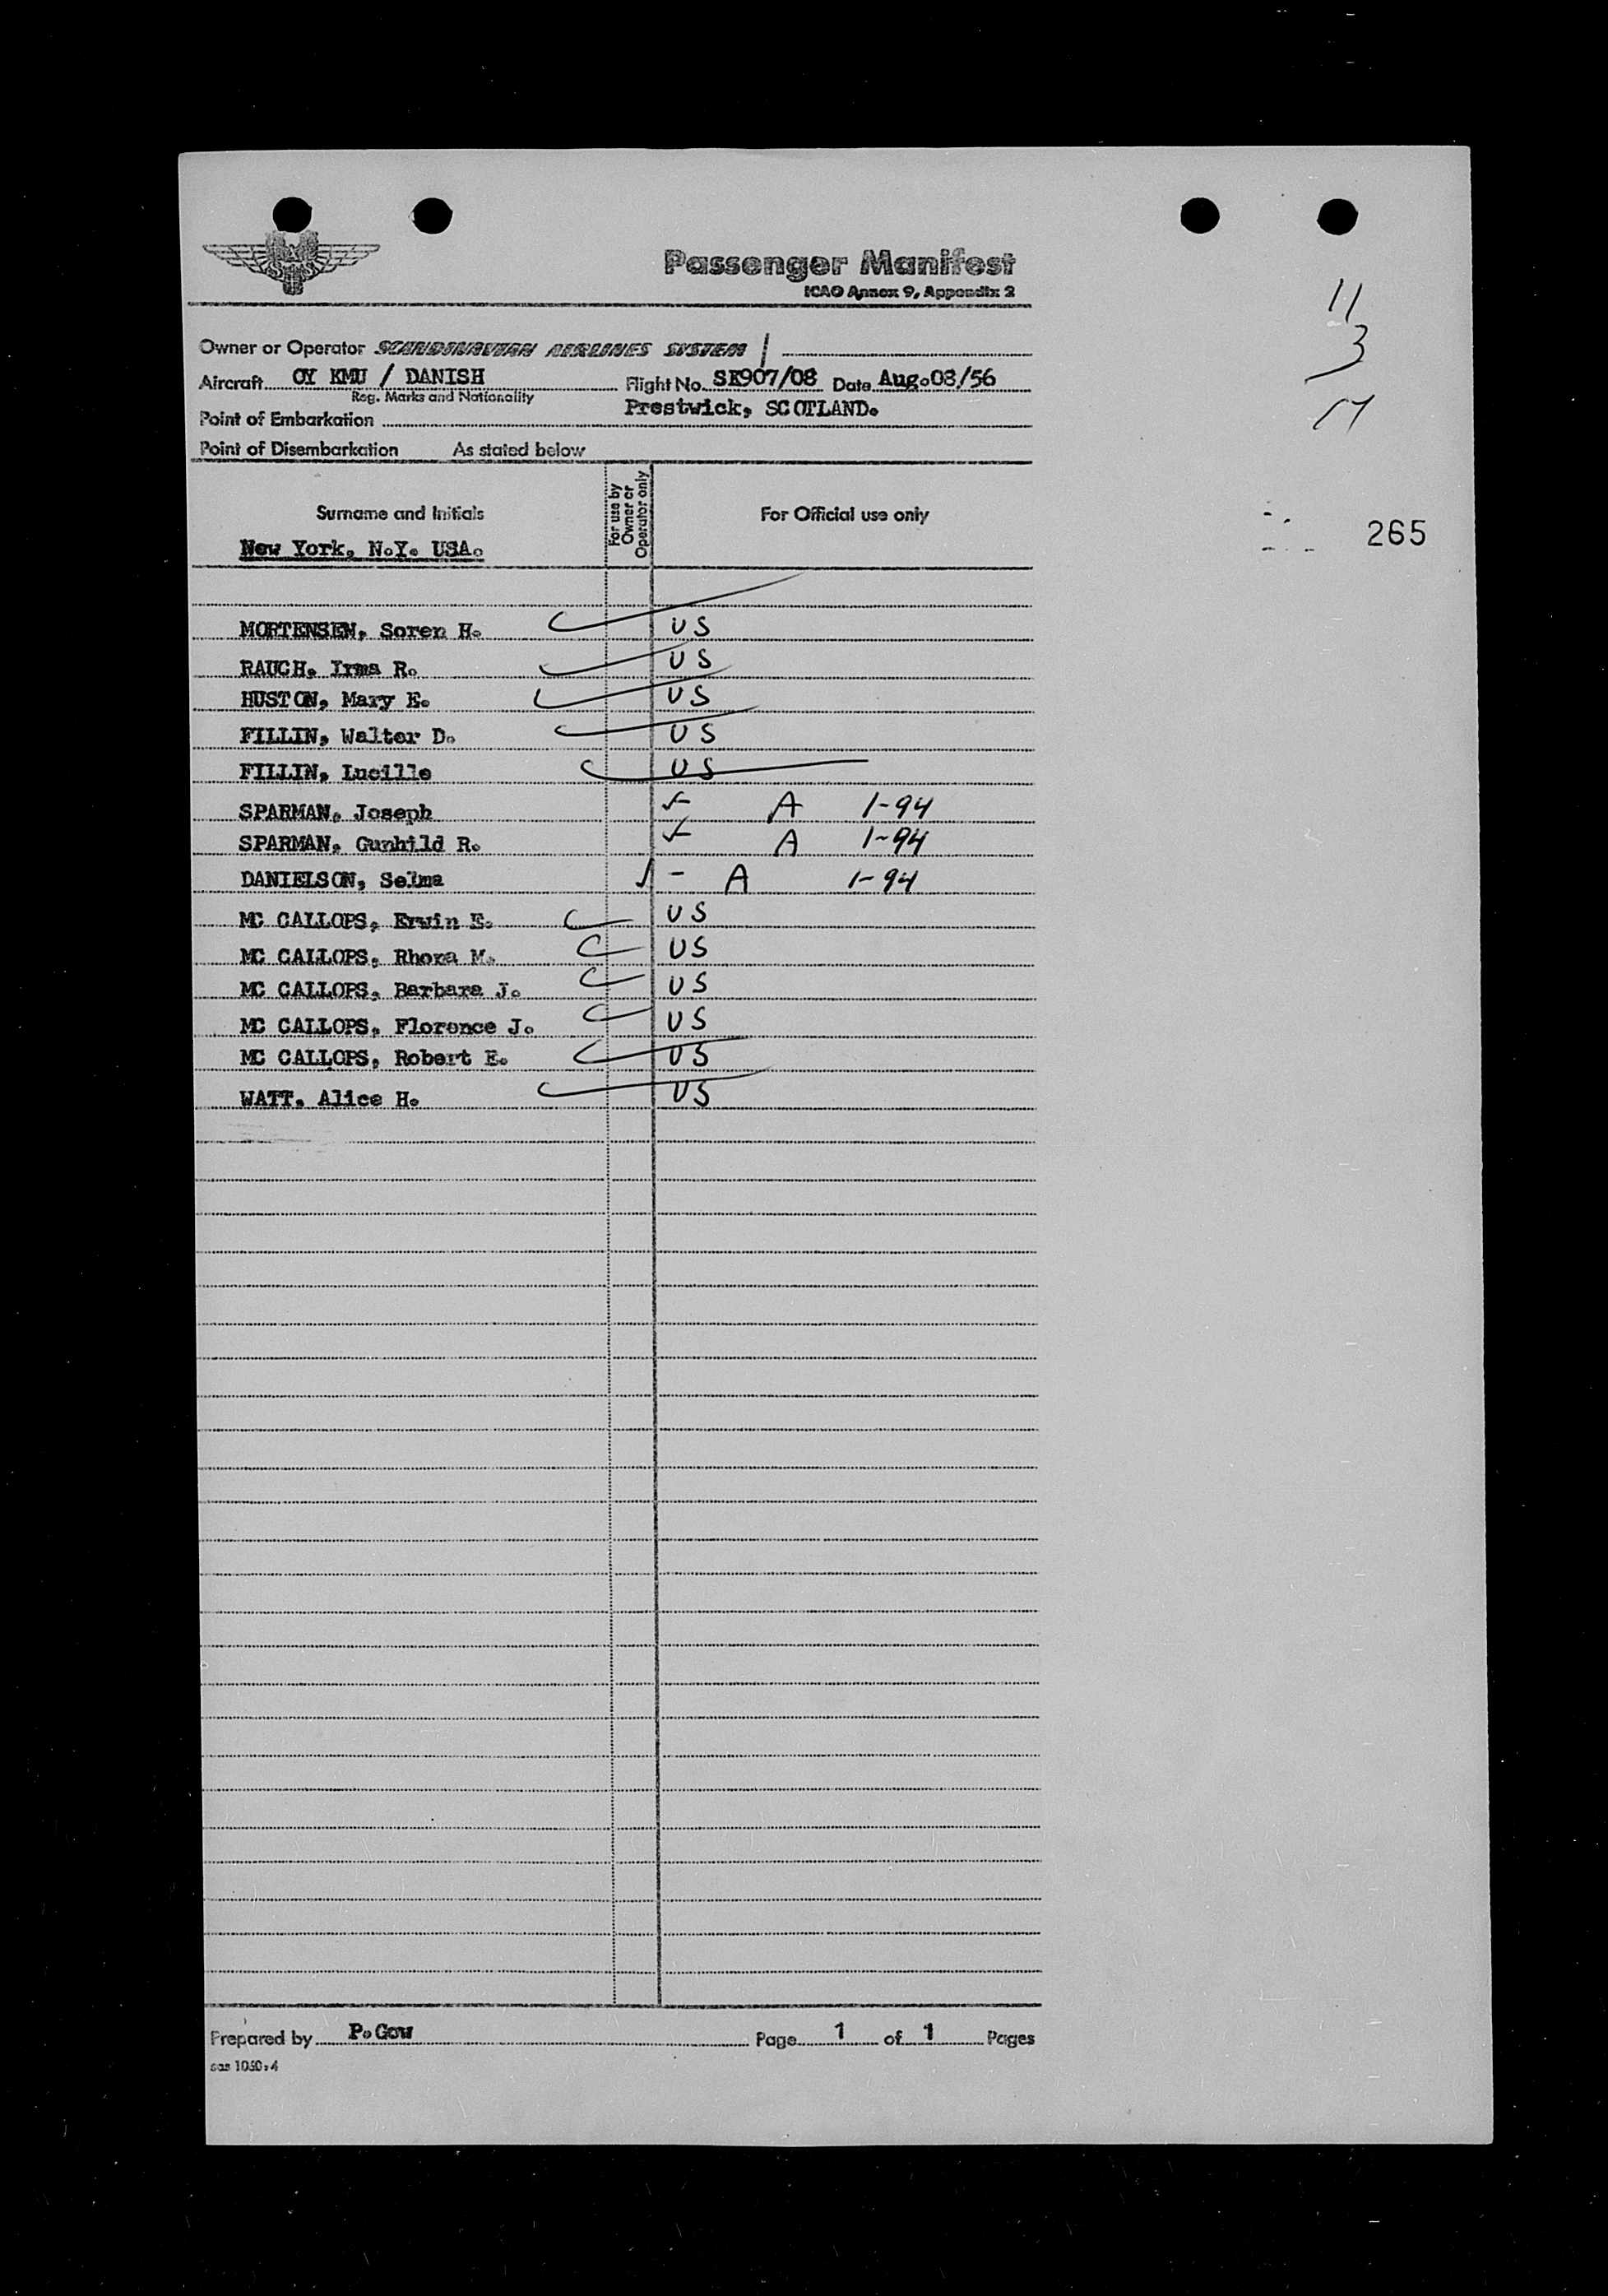 SAS
Passenger Manifest
ICAO Annex 9, Appendix 2
Owner or Operator SCANDINAVIAN AIRLINES SYSTEM
Aircraft OY KMU / DANISH Flight No. SK907/08 Date Aug.08/56
Reg. Marks and Nationality
Point of Embarkation Prestwick, SCOTLAND.
Point of Disembarkation As stated below
Surname and Initials
For use by Owner or Operator only
For Official use only
New York, N.Y. USA.
11
3
265
MORTENSEN, Soren H. US
RAUCH, Irma R. US
HUSTON, Mary E. US
FILLIN, Walter D. US
FILLIN, Lucille US
SPARMAN, Joseph A 1-94
SPARMAN, Gunhild R. A 1-94
DANIELSON, Selma - A 1-94
MC CALLOPS, Erwin E. US
MC CALLOPS, Rhora M. US
MC CALLOPS, Barbara J. US
MC CALLOPS, Florence J. US
MC CALLOPS, Robert E. US
WATT, Alice H. US
Prepared by P. Gow Page 1 of 1 Pages
sas 1050:4